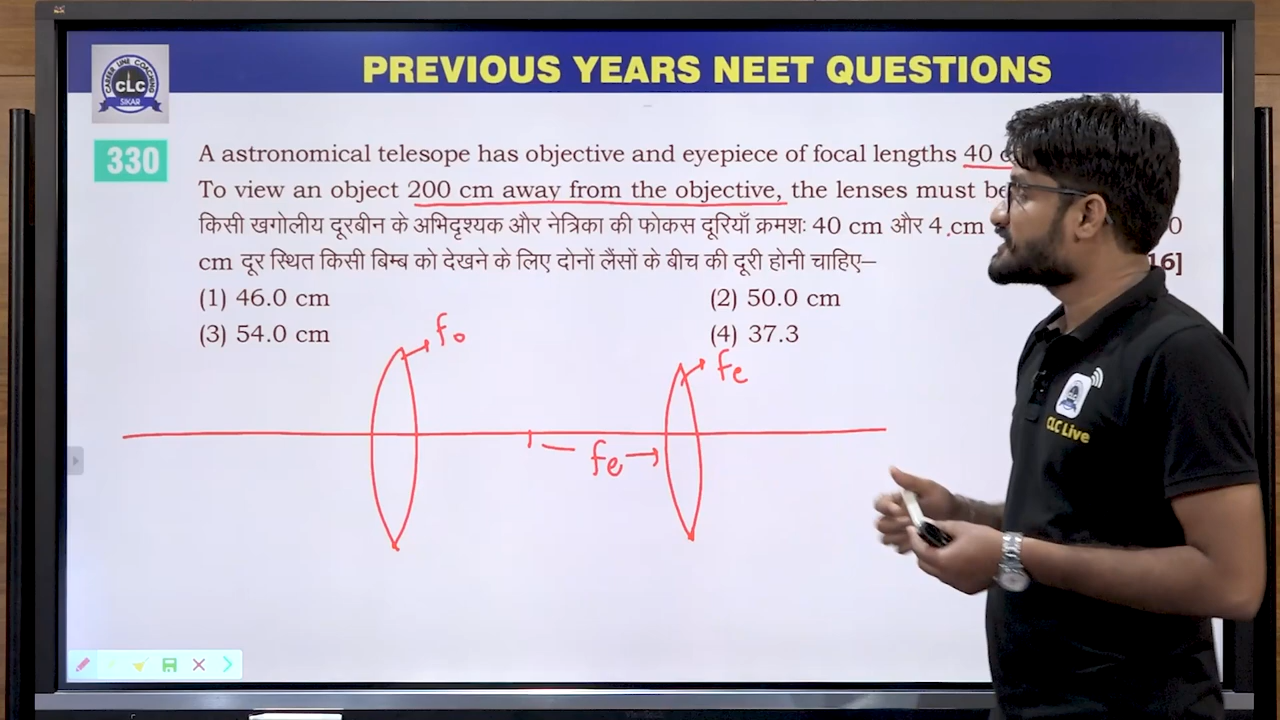 PREVIOUS YEARS NEET QUESTIONS
CAREER LINE COACHING
CLC
SIKAR
330
A astronomical telesope has objective and eyepiece of focal lengths 40
To view an object 200 cm away from the objective, the lenses must be
किसी खगोलीय दूरबीन के अभिदृश्यक और नेत्रिका की फोकस दूरियाँ क्रमशः 40 cm और 4 cm 0
cm दूर स्थित किसी बिम्ब को देखने के लिए दोनों लैंसों के बीच की दूरी होनी चाहिए– 16]
(1) 46.0 cm (2) 50.0 cm
(3) 54.0 cm (4) 37.3
fo
fe
fe
CLC Live